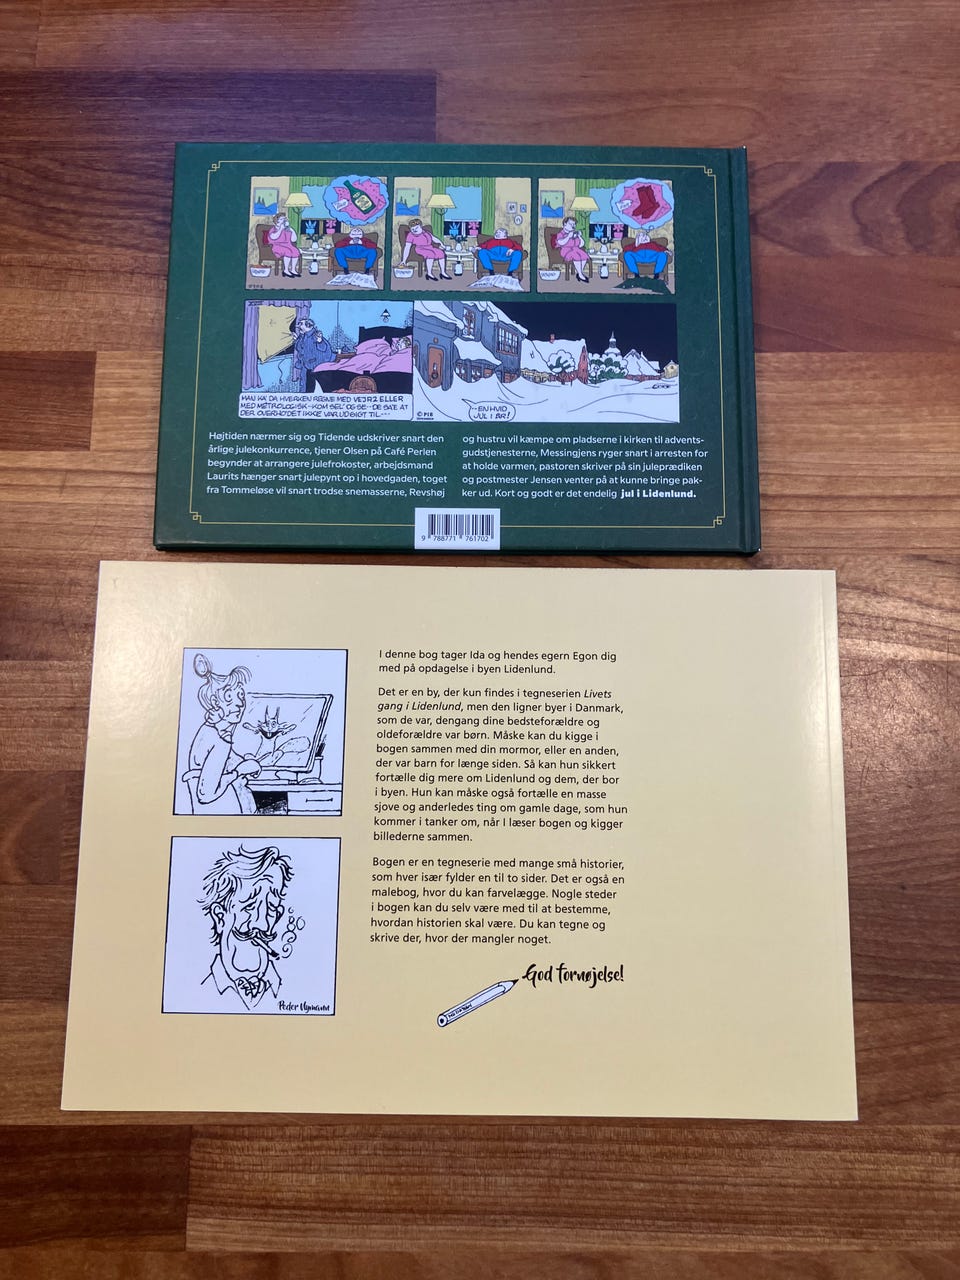 MAN KA' DA HVERKEN REGNE MED VEJR2 ELLER
MED METROLOGISK-KOM SEL' OG SE--DE SA'E AT
DER OVERHO'DET IKKE VAR UDSIGT TIL---
© PIB
--EN HVID
JUL I ÅR!
Højtiden nærmer sig og Tidende udskriver snart den
årlige julekonkurrence, tjener Olsen på Café Perlen
begynder at arrangere julefrokoster, arbejdsmand
Laurits hænger snart julepynt op i hovedgaden, toget
fra Tommeløse vil snart trodse snemasserne, Revshøj
og hustru vil kæmpe om pladserne i kirken til advents-
gudstjenesterne, Messingjens ryger snart i arresten for
at holde varmen, pastoren skriver på sin juleprædiken
og postmester Jensen venter på at kunne bringe pak-
ker ud. Kort og godt er det endelig jul i Lidenlund.
9 788771 761702
I denne bog tager Ida og hendes egern Egon dig
med på opdagelse i byen Lidenlund.
Det er en by, der kun findes i tegneserien Livets
gang i Lidenlund, men den ligner byer i Danmark,
som de var, dengang dine bedsteforældre og
oldeforældre var børn. Måske kan du kigge i
bogen sammen med din mormor, eller en anden,
der var barn for længe siden. Så kan hun sikkert
fortælle dig mere om Lidenlund og dem, der bor
i byen. Hun kan måske også fortælle en masse
sjove og anderledes ting om gamle dage, som hun
kommer i tanker om, når I læser bogen og kigger
billederne sammen.
Bogen er en tegneserie med mange små historier,
som hver især fylder en til to sider. Det er også en
malebog, hvor du kan farvelægge. Nogle steder
i bogen kan du selv være med til at bestemme,
hvordan historien skal være. Du kan tegne og
skrive der, hvor der mangler noget.
God fornøjelse!
Peder Nymann